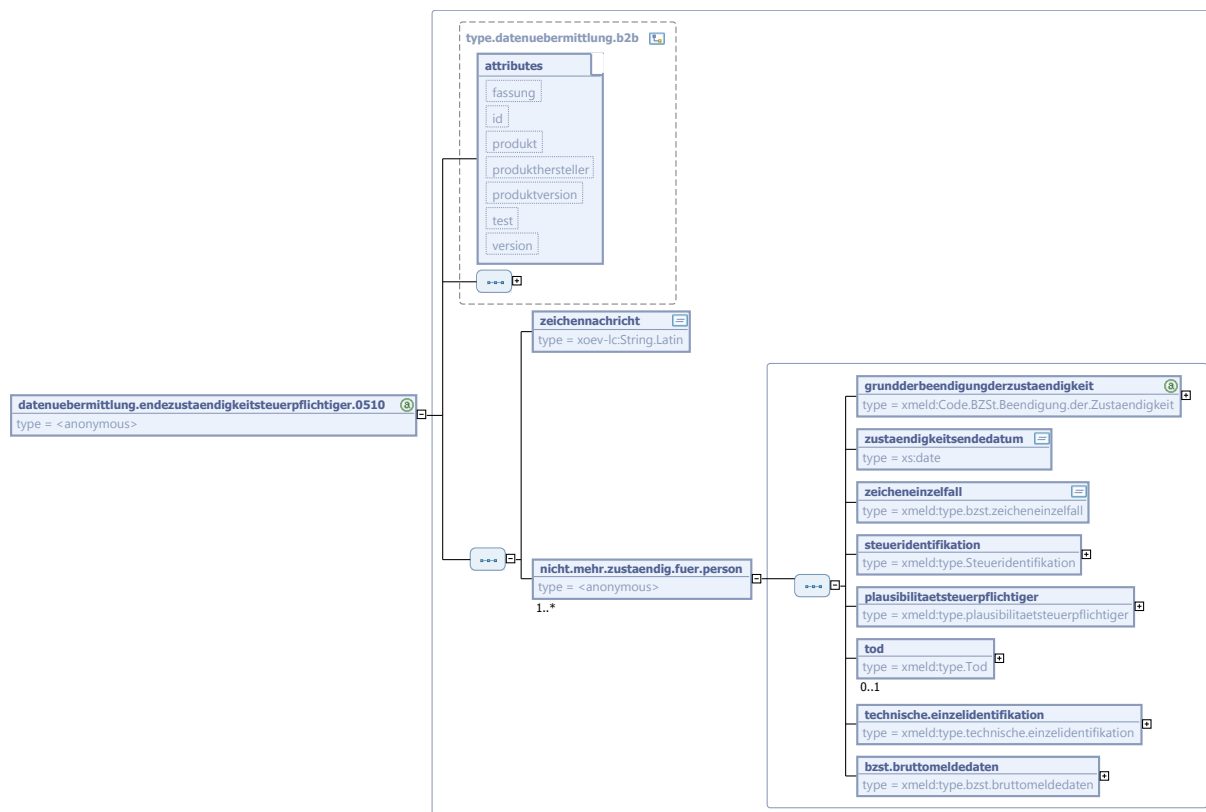 type.datenuebermittlung.b2b
attributes
fassung
id
produkt
produkthersteller
produktversion
test
version
zeichennachricht
type = xoev-lc:String.Latin
datenuebermittlung.endezustaendigkeitsteuerpflichtiger.0510
type = <anonymous>
nicht.mehr.zustaendig.fuer.person
type = <anonymous>
1..*
grundderbeendigungderzustaendigkeit
type = xmeld:Code.BZSt.Beendigung.der.Zustaendigkeit
zustaendigkeitsendedatum
type = xs:date
zeicheneinzelfall
type = xmeld:type.bzst.zeicheneinzelfall
steueridentifikation
type = xmeld:type.Steueridentifikation
plausibilitaetsteuerpflichtiger
type = xmeld:type.plausibilitaetsteuerpflichtiger
tod
type = xmeld:type.Tod
0..1
technische.einzelidentifikation
type = xmeld:type.technische.einzelidentifikation
bzst.bruttomeldedaten
type = xmeld:type.bzst.bruttomeldedaten